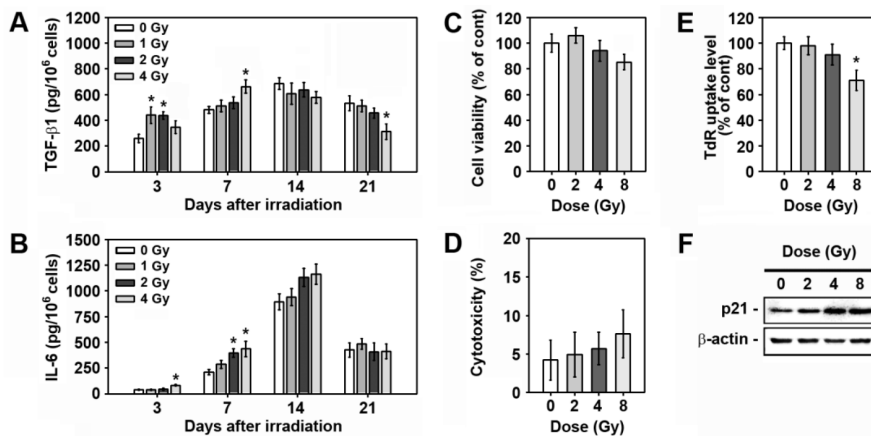 A
TGF-β1 (pg/10⁶ cells)
1200
1000
800
600
400
200
0
0 Gy
1 Gy
2 Gy
4 Gy
* * * *
3 7 14 21
Days after irradiation
B
IL-6 (pg/10⁶ cells)
1500
1250
1000
750
500
250
0
0 Gy
1 Gy
2 Gy
4 Gy
* * * *
3 7 14 21
Days after irradiation
C
Cell viability (% of cont)
120
100
80
60
40
20
0
0 2 4 8
Dose (Gy)
D
Cytotoxicity (%)
20
15
10
5
0
0 2 4 8
Dose (Gy)
E
TdR uptake level
(% of cont)
120
100
80
60
40
20
0
*
0 2 4 8
Dose (Gy)
F
Dose (Gy)
0 2 4 8
p21 -
β-actin -